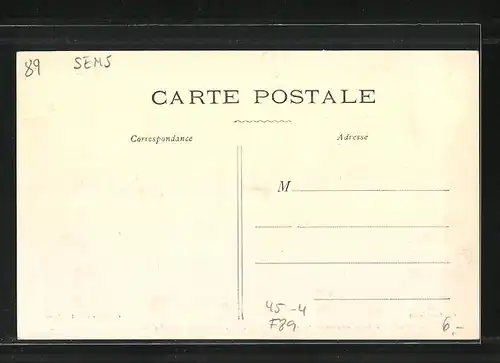 89 SENS
CARTE POSTALE
Correspondance
Adresse
M
45-4
F89
6.-